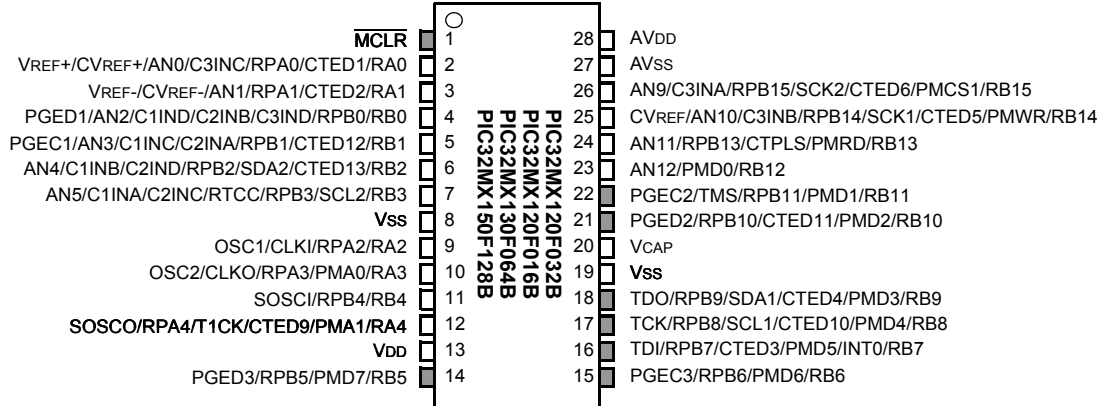 MCLR 1
VREF+/CVREF+/AN0/C3INC/RPA0/CTED1/RA0 2
VREF-/CVREF-/AN1/RPA1/CTED2/RA1 3
PGED1/AN2/C1IND/C2INB/C3IND/RPB0/RB0 4
PGEC1/AN3/C1INC/C2INA/RPB1/CTED12/RB1 5
AN4/C1INB/C2IND/RPB2/SDA2/CTED13/RB2 6
AN5/C1INA/C2INC/RTCC/RPB3/SCL2/RB3 7
VSS 8
OSC1/CLKI/RPA2/RA2 9
OSC2/CLKO/RPA3/PMA0/RA3 10
SOSCI/RPB4/RB4 11
SOSCO/RPA4/T1CK/CTED9/PMA1/RA4 12
VDD 13
PGED3/RPB5/PMD7/RB5 14
PIC32MX120F032B
PIC32MX120F016B
PIC32MX130F064B
PIC32MX150F128B
28 AVDD
27 AVSS
26 AN9/C3INA/RPB15/SCK2/CTED6/PMCS1/RB15
25 CVREF/AN10/C3INB/RPB14/SCK1/CTED5/PMWR/RB14
24 AN11/RPB13/CTPLS/PMRD/RB13
23 AN12/PMD0/RB12
22 PGEC2/TMS/RPB11/PMD1/RB11
21 PGED2/RPB10/CTED11/PMD2/RB10
20 VCAP
19 VSS
18 TDO/RPB9/SDA1/CTED4/PMD3/RB9
17 TCK/RPB8/SCL1/CTED10/PMD4/RB8
16 TDI/RPB7/CTED3/PMD5/INT0/RB7
15 PGEC3/RPB6/PMD6/RB6